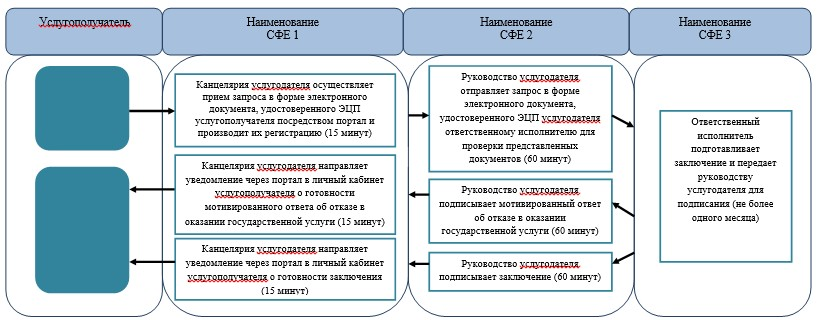 Услугополучатель
Наименование
СФЕ 1
Наименование
СФЕ 2
Наименование
СФЕ 3
Канцелярия услугодателя осуществляет
прием запроса в форме электронного
документа, удостоверенного ЭЦП
услугополучателя посредством портал и
производит их регистрацию (15 минут)
Канцелярия услугодателя направляет
уведомление через портал в личный кабинет
услугополучателя о готовности
мотивированного ответа об отказе в
оказании государственной услуги (15 минут)
Канцелярия услугодателя направляет
уведомление через портал в личный кабинет
услугополучателя о готовности заключения
(15 минут)
Руководство услугодателя
отправляет запрос в форме
электронного документа,
удостоверенного ЭЦП услугодателя
ответственному исполнителю для
проверки представленных
документов (60 минут)
Руководство услугодателя
подписывает мотивированный ответ
об отказе в оказании
государственной услуги (60 минут)
Руководство услугодателя
подписывает заключение (60 минут)
Ответственный
исполнитель
подготавливает
заключение и передает
руководству
услугодателя для
подписания (не более
одного месяца)